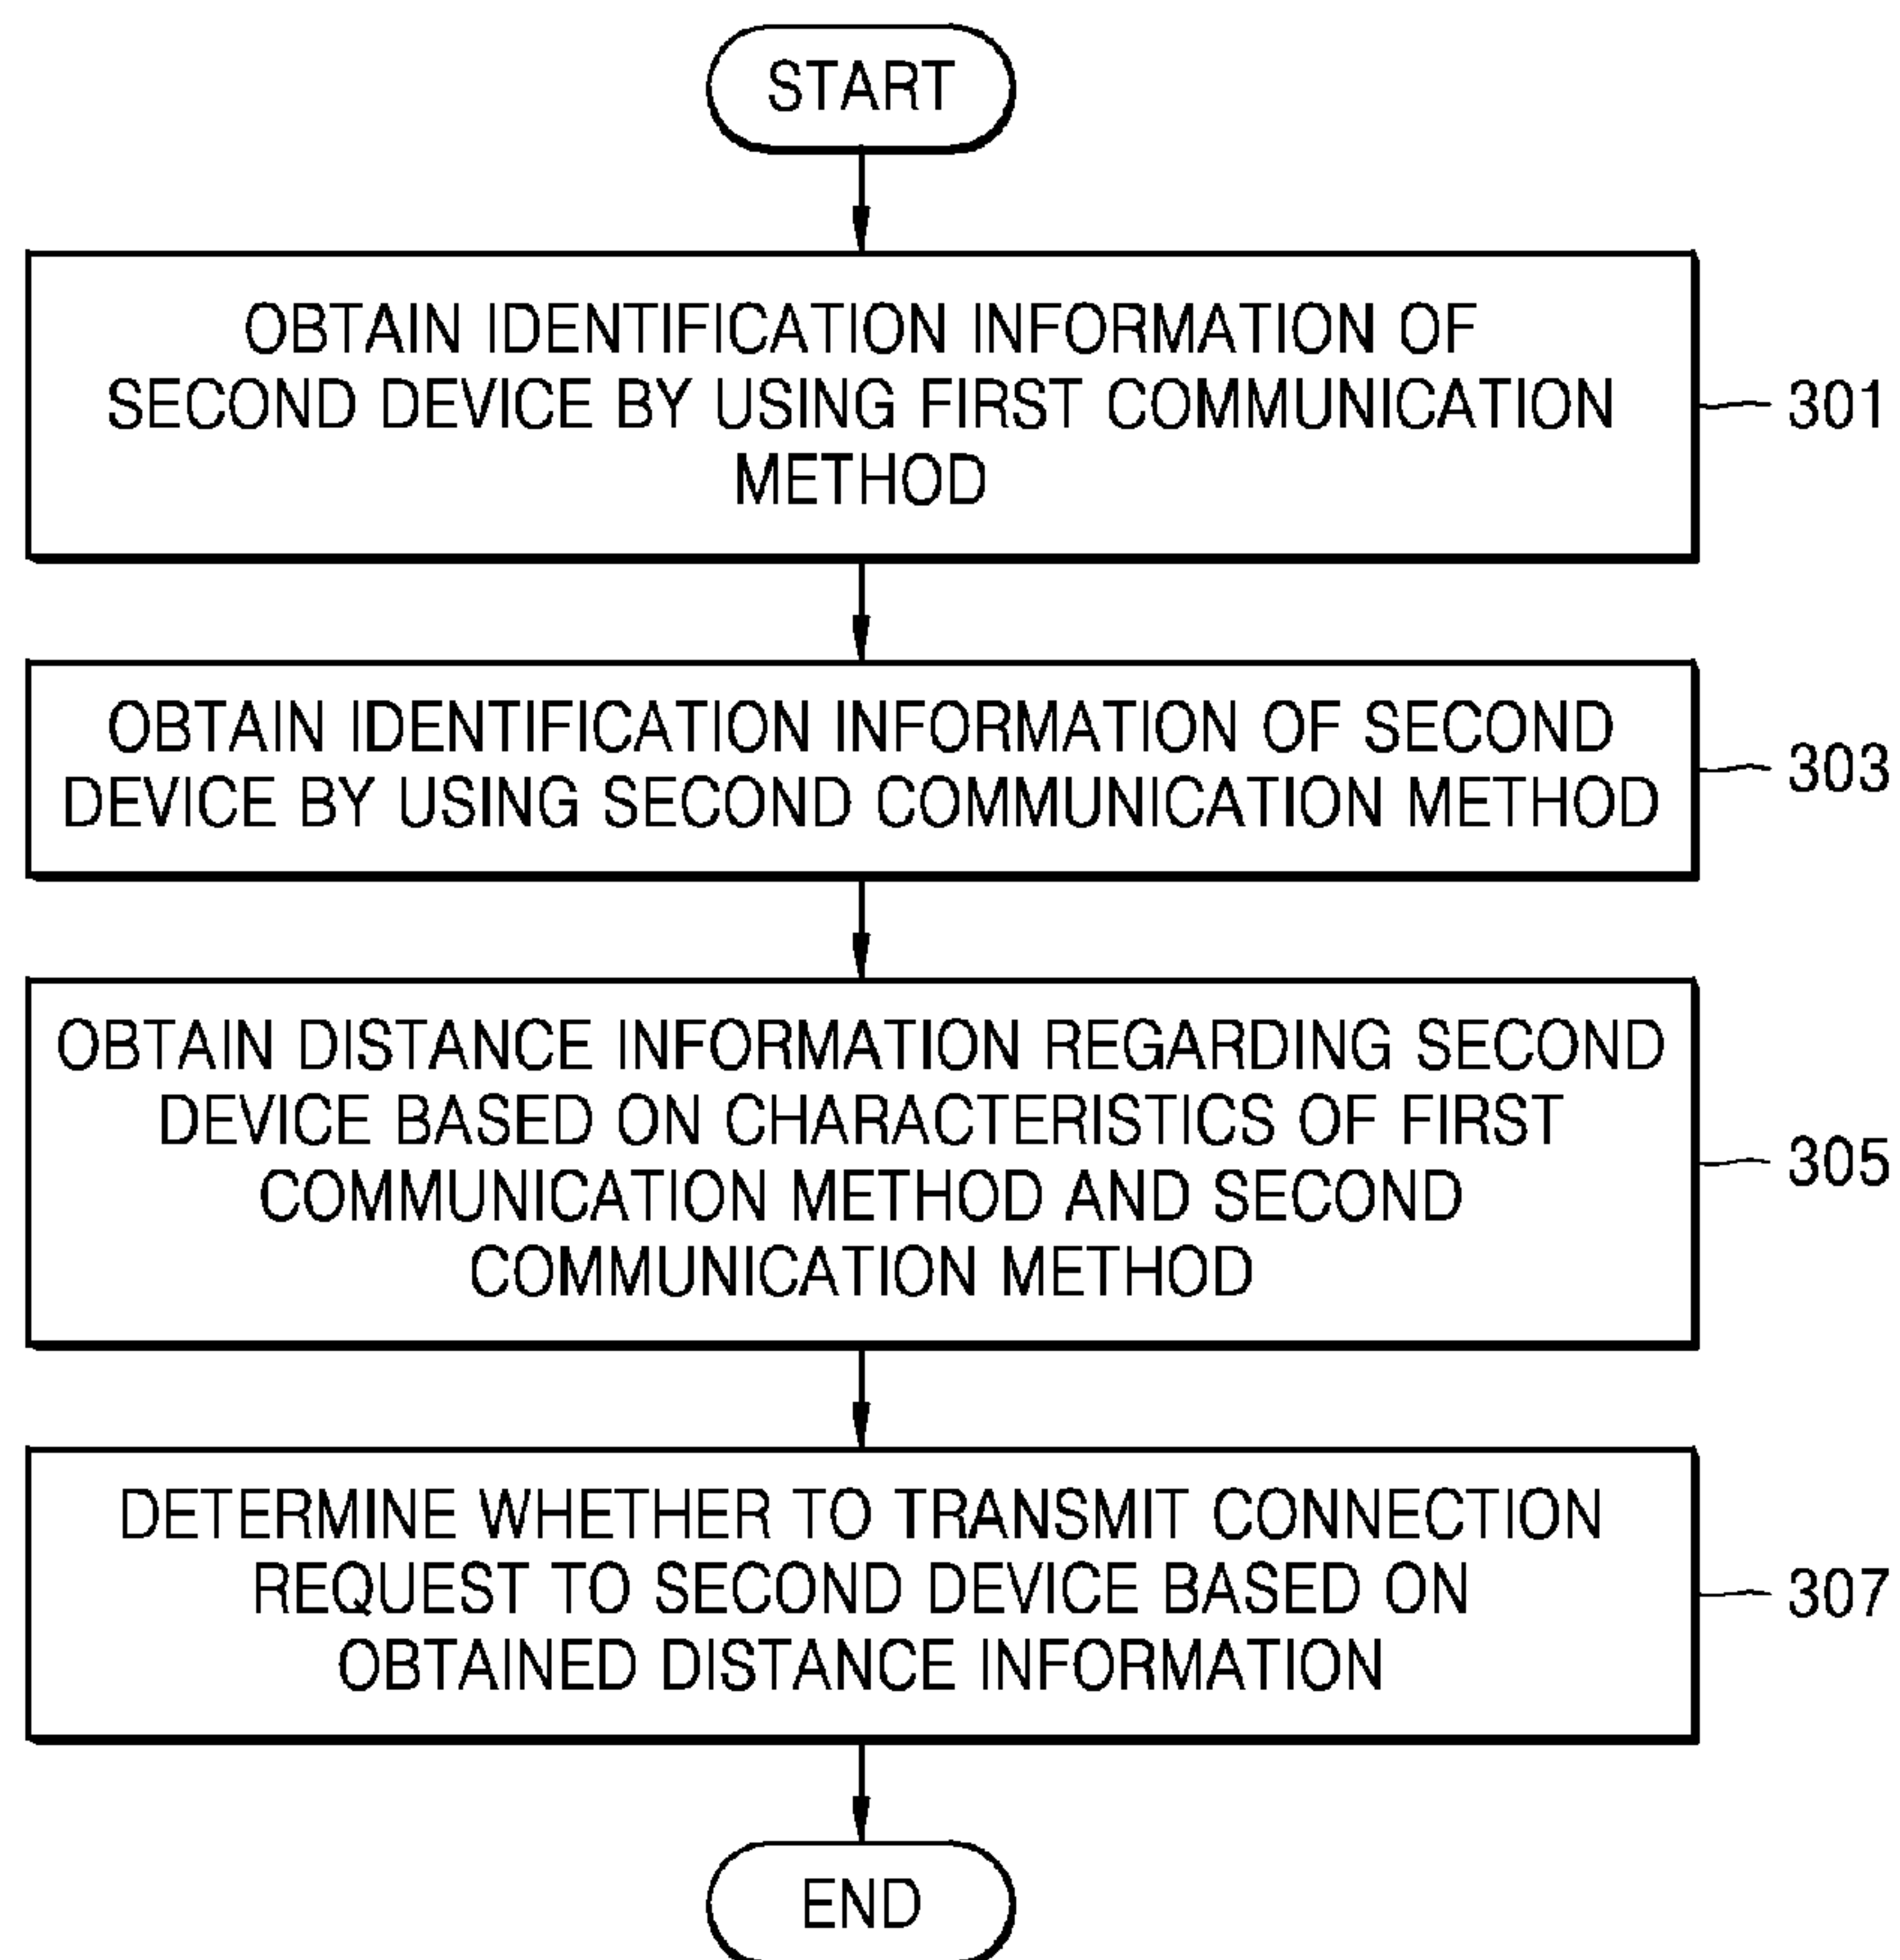 START
OBTAIN IDENTIFICATION INFORMATION OF
SECOND DEVICE BY USING FIRST COMMUNICATION
METHOD
301
OBTAIN IDENTIFICATION INFORMATION OF SECOND
DEVICE BY USING SECOND COMMUNICATION METHOD
303
OBTAIN DISTANCE INFORMATION REGARDING SECOND
DEVICE BASED ON CHARACTERISTICS OF FIRST
COMMUNICATION METHOD AND SECOND
COMMUNICATION METHOD
305
DETERMINE WHETHER TO TRANSMIT CONNECTION
REQUEST TO SECOND DEVICE BASED ON
OBTAINED DISTANCE INFORMATION
307
END